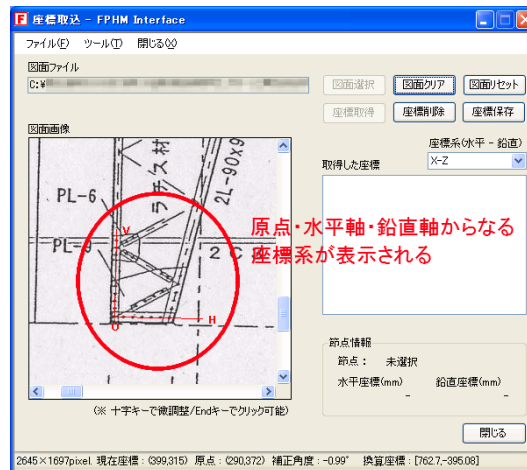 座標取込 - FPHM Interface
ファイル(F) ツール(T) 閉じる(X)
図面ファイル
C:¥
図面選択 図面クリア 図面リセット
座標取得 座標削除 座標保存
図面画像
座標系(水平 - 鉛直)
取得した座標
X-Z
ラチス材
2L-90x9
PL-6
PL-9
2 C
V
H
O
原点・水平軸・鉛直軸からなる
座標系が表示される
節点情報
節点： 未選択
水平座標(mm) 鉛直座標(mm)
- -
(※ 十字キーで微調整/Endキーでクリック可能)
閉じる
2645×1697pixel. 現在座標：(399,315) 原点：(290,372) 補正角度：-0.99° 換算座標：[762.7,-395.08]